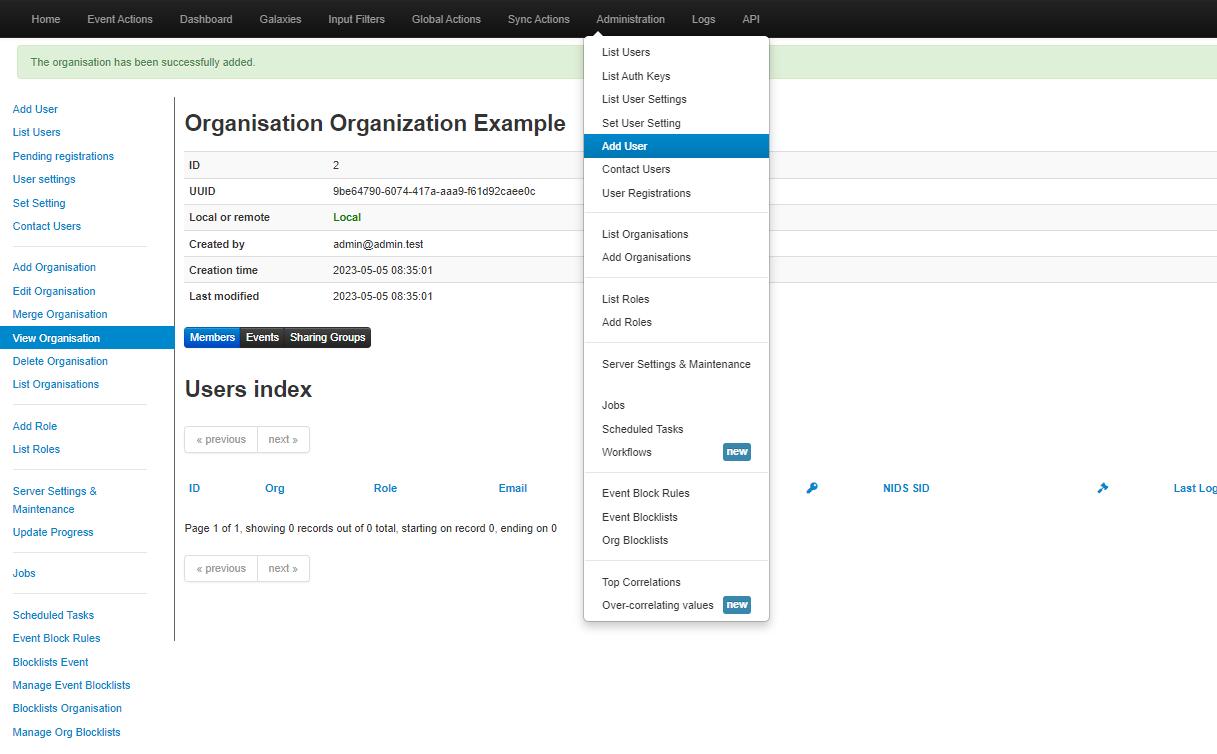 Home Event Actions Dashboard Galaxies Input Filters Global Actions Sync Actions Administration Logs API
The organisation has been successfully added.
Add User
List Users
Pending registrations
User settings
Set Setting
Contact Users
Add Organisation
Edit Organisation
Merge Organisation
View Organisation
Delete Organisation
List Organisations
Add Role
List Roles
Server Settings &
Maintenance
Update Progress
Jobs
Scheduled Tasks
Event Block Rules
Blocklists Event
Manage Event Blocklists
Blocklists Organisation
Manage Org Blocklists
Organisation Organization Example
ID 2
UUID 9be64790-6074-417a-aaa9-f61d92caee0c
Local or remote Local
Created by admin@admin.test
Creation time 2023-05-05 08:35:01
Last modified 2023-05-05 08:35:01
Members Events Sharing Groups
Users index
« previous next »
ID Org Role Email NIDS SID Last Log
Page 1 of 1, showing 0 records out of 0 total, starting on record 0, ending on 0
« previous next »
List Users
List Auth Keys
List User Settings
Set User Setting
Add User
Contact Users
User Registrations
List Organisations
Add Organisations
List Roles
Add Roles
Server Settings & Maintenance
Jobs
Scheduled Tasks
Workflows new
Event Block Rules
Event Blocklists
Org Blocklists
Top Correlations
Over-correlating values new